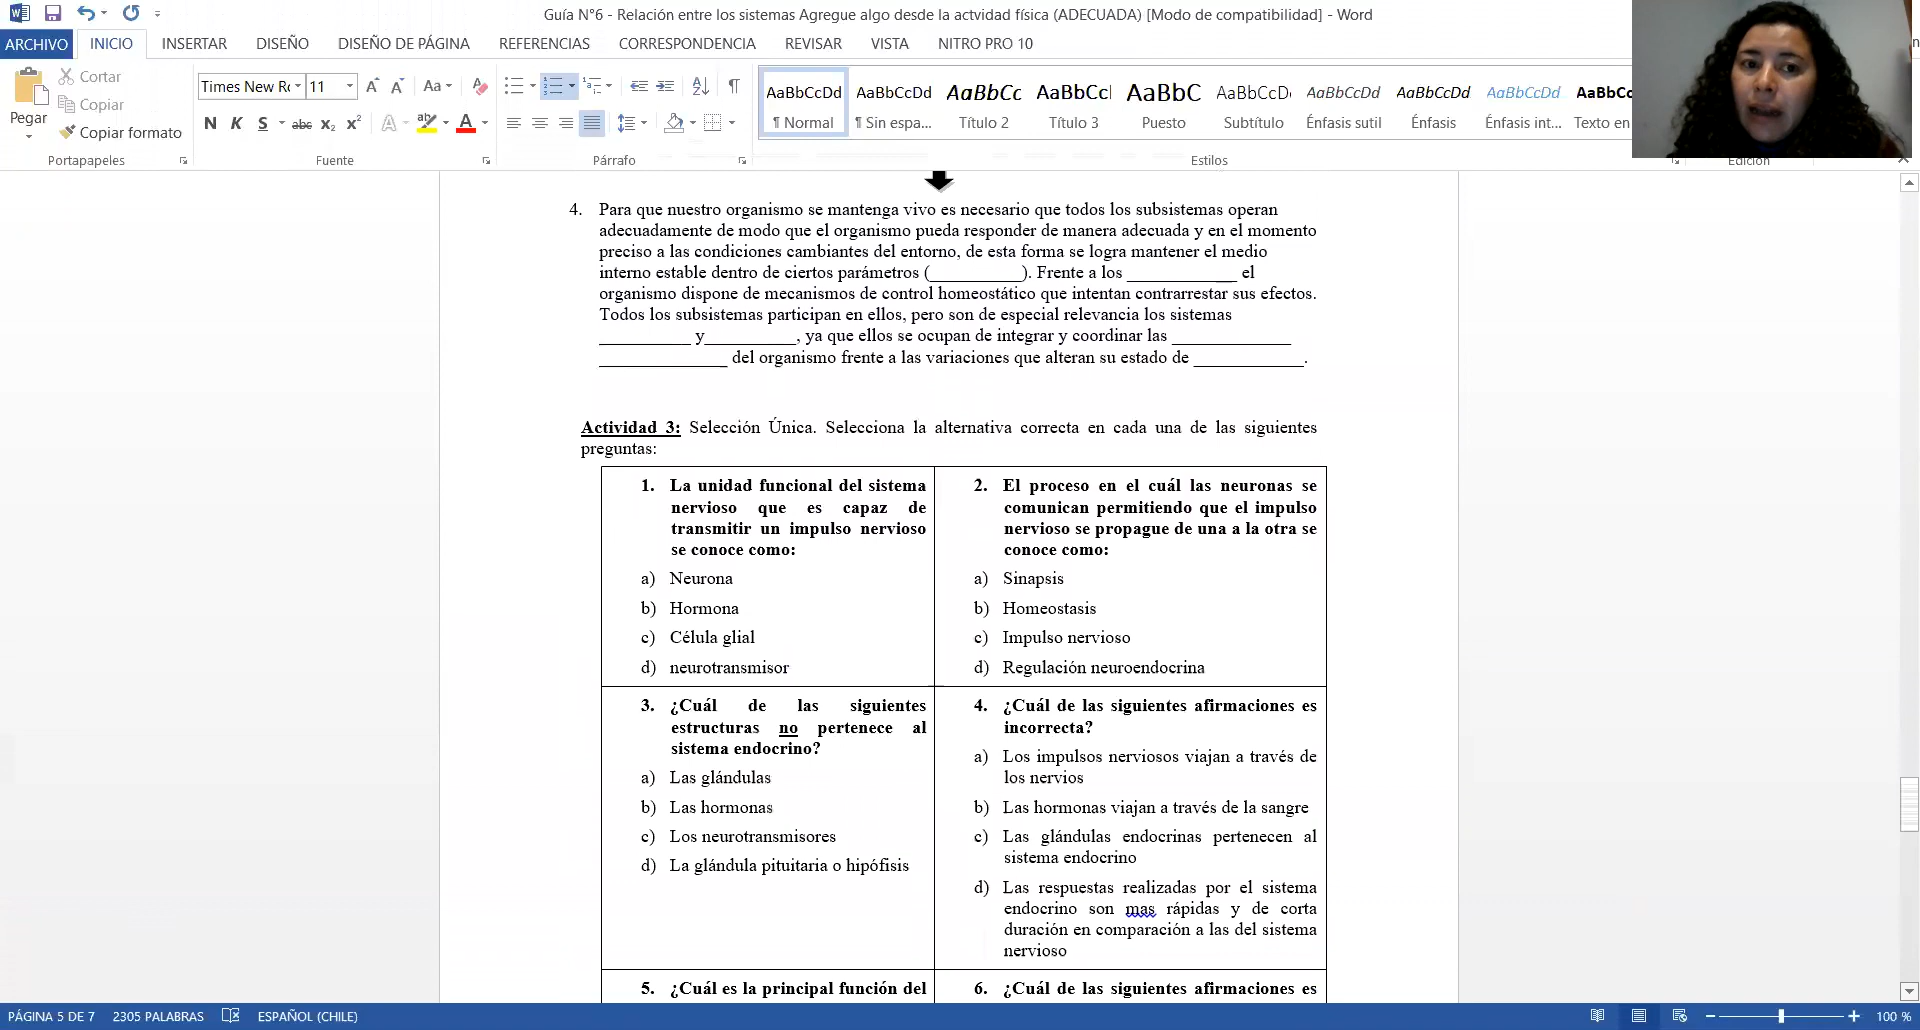 Guía N°6 - Relación entre los sistemas Agregue algo desde la actvidad física (ADECUADA) [Modo de compatibilidad] - Word
ARCHIVO INICIO INSERTAR DISEÑO DISEÑO DE PÁGINA REFERENCIAS CORRESPONDENCIA REVISAR VISTA NITRO PRO 10
Pegar
Cortar
Copiar
Copiar formato
Portapapeles
Times New Rc 11
N K S abc x₂ x²
Fuente
Párrafo
AaBbCcDd AaBbCcDd AaBbCc AaBbCcl AaBbC AaBbCcD AaBbCcDd AaBbCcDd AaBbCcDd AaBbCc
¶ Normal ¶ Sin espa... Título 2 Título 3 Puesto Subtítulo Énfasis sutil Énfasis Énfasis int... Texto en
Estilos
Edición
4. Para que nuestro organismo se mantenga vivo es necesario que todos los subsistemas operan
adecuadamente de modo que el organismo pueda responder de manera adecuada y en el momento
preciso a las condiciones cambiantes del entorno, de esta forma se logra mantener el medio
interno estable dentro de ciertos parámetros (__________). Frente a los ____________ el
organismo dispone de mecanismos de control homeostático que intentan contrarrestar sus efectos.
Todos los subsistemas participan en ellos, pero son de especial relevancia los sistemas
__________ y__________, ya que ellos se ocupan de integrar y coordinar las _____________
______________ del organismo frente a las variaciones que alteran su estado de ____________.
Actividad 3: Selección Única. Selecciona la alternativa correcta en cada una de las siguientes
preguntas:
1. La unidad funcional del sistema
nervioso que es capaz de
transmitir un impulso nervioso
se conoce como:
a) Neurona
b) Hormona
c) Célula glial
d) neurotransmisor
2. El proceso en el cuál las neuronas se
comunican permitiendo que el impulso
nervioso se propague de una a la otra se
conoce como:
a) Sinapsis
b) Homeostasis
c) Impulso nervioso
d) Regulación neuroendocrina
3. ¿Cuál de las siguientes
estructuras no pertenece al
sistema endocrino?
a) Las glándulas
b) Las hormonas
c) Los neurotransmisores
d) La glándula pituitaria o hipófisis
4. ¿Cuál de las siguientes afirmaciones es
incorrecta?
a) Los impulsos nerviosos viajan a través de
los nervios
b) Las hormonas viajan a través de la sangre
c) Las glándulas endocrinas pertenecen al
sistema endocrino
d) Las respuestas realizadas por el sistema
endocrino son mas rápidas y de corta
duración en comparación a las del sistema
nervioso
5. ¿Cuál es la principal función del
6. ¿Cuál de las siguientes afirmaciones es
PÁGINA 5 DE 7 2305 PALABRAS ESPAÑOL (CHILE) 100 %